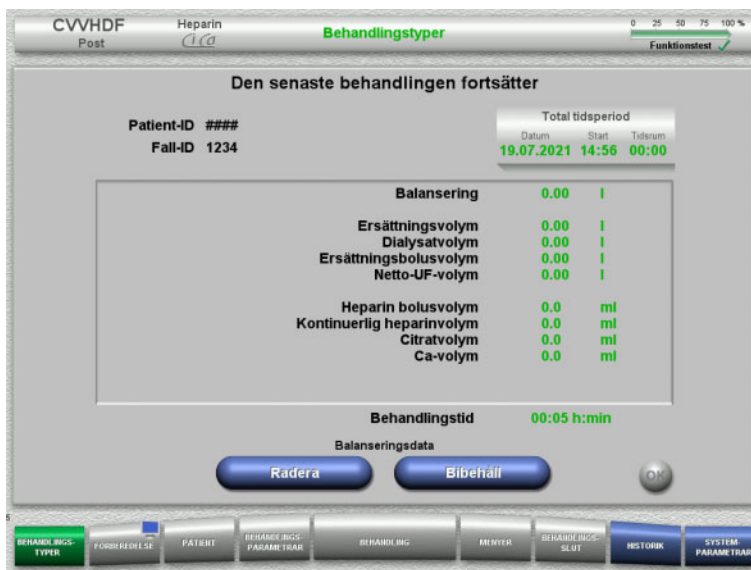 CVVHDF
Post
Heparin
CiCa
Behandlingstyper
0 25 50 75 100 %
Funktionstest
Den senaste behandlingen fortsätter
Patient-ID ####
Fall-ID 1234
Total tidsperiod
Datum Start Tidsrum
19.07.2021 14:56 00:00
Balansering 0.00 l
Ersättningsvolym 0.00 l
Dialysatvolym 0.00 l
Ersättningsbolusvolym 0.00 l
Netto-UF-volym 0.00 l
Heparin bolusvolym 0.0 ml
Kontinuerlig heparinvolym 0.0 ml
Citratvolym 0.0 ml
Ca-volym 0.0 ml
Behandlingstid 00:05 h:min
Balanseringsdata
Radera Bibehåll OK
5
BEHANDLINGS-
TYPER
FÖRBEREDELSE
PATIENT
BEHANDLINGS-
PARAMETRAR
BEHANDLING
MENYER
BEHANDLINGS-
SLUT
HISTORIK
SYSTEM-
PARAMETRAR